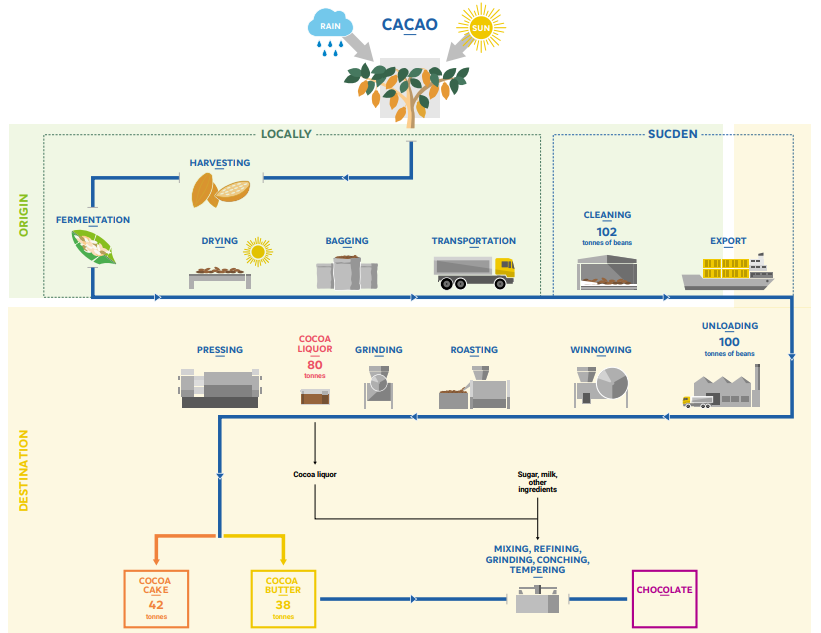 RAIN
CACAO
SUN
LOCALLY
SUCDEN
ORIGIN
HARVESTING
FERMENTATION
DRYING
BAGGING
TRANSPORTATION
CLEANING
102
tonnes of beans
EXPORT
DESTINATION
PRESSING
COCOA
LIQUOR
80
tonnes
GRINDING
ROASTING
WINNOWING
UNLOADING
100
tonnes of beans
Cocoa liquor
Sugar, milk,
other
ingredients
MIXING, REFINING,
GRINDING, CONCHING,
TEMPERING
COCOA
CAKE
42
tonnes
COCOA
BUTTER
38
tonnes
CHOCOLATE